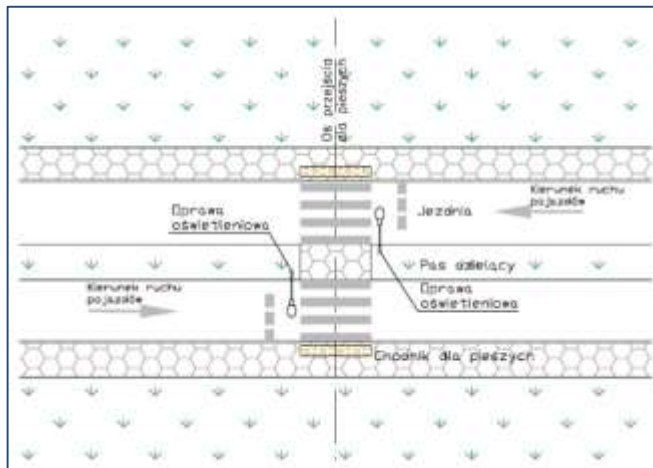 Oś przejścia
dla pieszych
Kierunek ruchu
pojazdów
Oprawa
oświetleniowa
Jezdnia
Pas dzielący
Kierunek ruchu
pojazdów
Oprawa
oświetleniowa
Chodnik dla pieszych